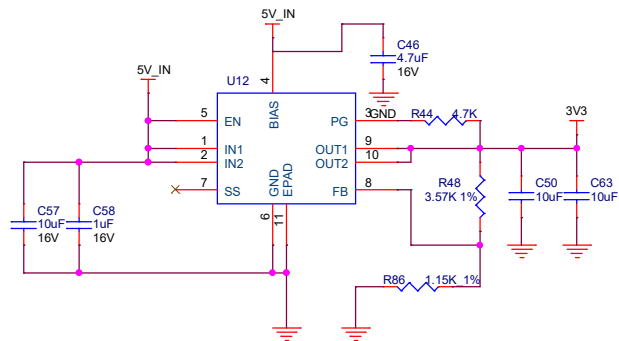 5V_IN
C46
4.7uF
16V
5V_IN
U12
4
BIAS
5
EN
PG
3
GND
R44
4.7K
3V3
1
IN1
OUT1
9
2
IN2
OUT2
10
7
SS
GND
EPAD
FB
8
R48
3.57K 1%
C50
10uF
C63
10uF
C57
10uF
16V
C58
1uF
16V
6
11
R86
1.15K_1%